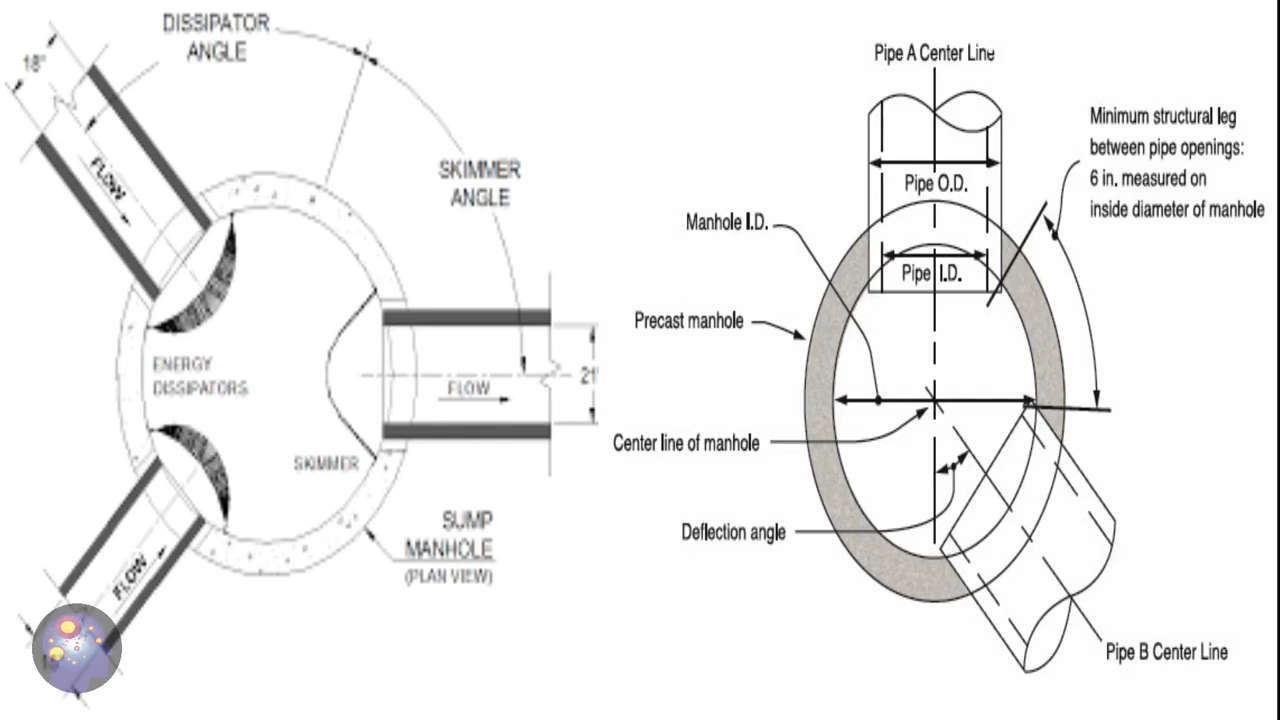 DISSIPATOR
ANGLE
18"
FLOW
SKIMMER
ANGLE
ENERGY
DISSIPATORS
FLOW
21"
SKIMMER
SUMP
MANHOLE
(PLAN VIEW)
FLOW
Pipe A Center Line
Minimum structural leg
between pipe openings:
6 in. measured on
inside diameter of manhole
Pipe O.D.
Manhole I.D.
Pipe I.D.
Precast manhole
Center line of manhole
Deflection angle
Pipe B Center Line